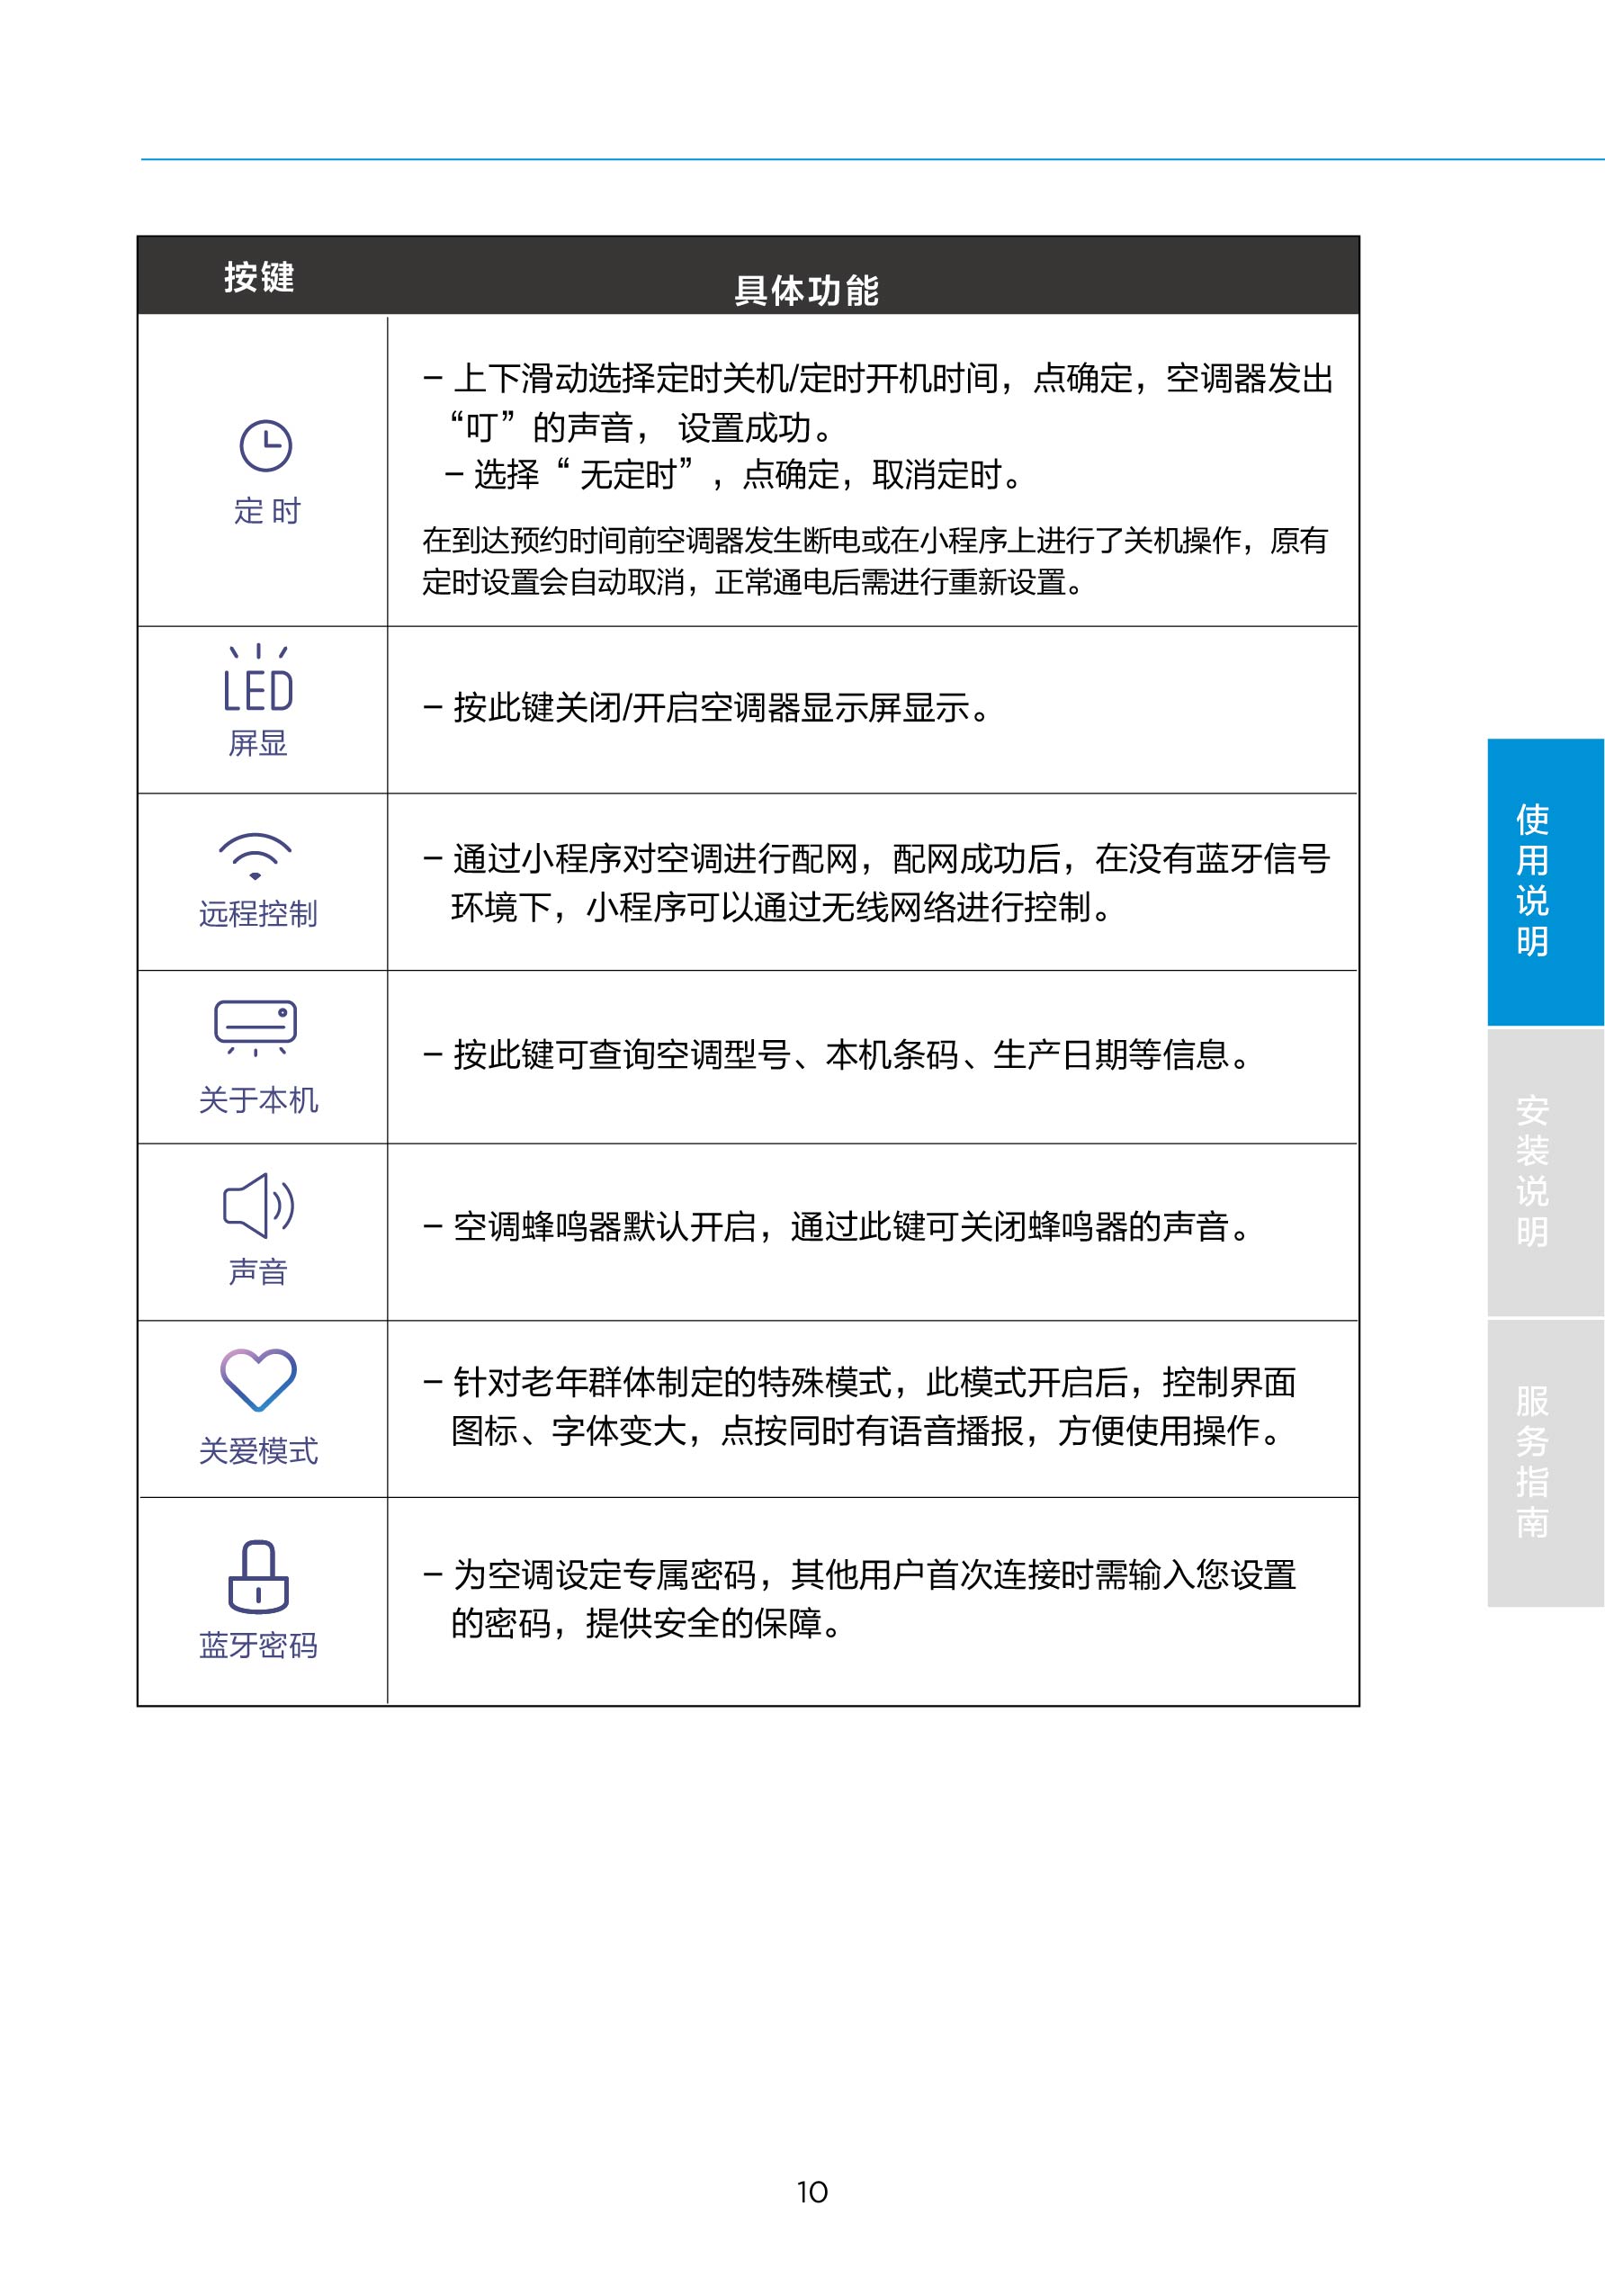 按键
具体功能
定 时
– 上下滑动选择定时关机/定时开机时间，点确定，空调器发出
“叮” 的声音， 设置成功。
– 选择 “ 无定时” ，点确定，取消定时。
在到达预约时间前空调器发生断电或在小程序上进行了关机操作，原有
定时设置会自动取消，正常通电后需进行重新设置。
LED
屏显
– 按此键关闭/开启空调器显示屏显示。
远程控制
– 通过小程序对空调进行配网，配网成功后，在没有蓝牙信号
环境下，小程序可以通过无线网络进行控制。
关于本机
– 按此键可查询空调型号、本机条码、生产日期等信息。
声音
– 空调蜂鸣器默认开启，通过此键可关闭蜂鸣器的声音。
关爱模式
– 针对老年群体制定的特殊模式，此模式开启后，控制界面
图标、字体变大，点按同时有语音播报，方便使用操作。
蓝牙密码
– 为空调设定专属密码，其他用户首次连接时需输入您设置
的密码，提供安全的保障。
使用说明
安装说明
服务指南
10